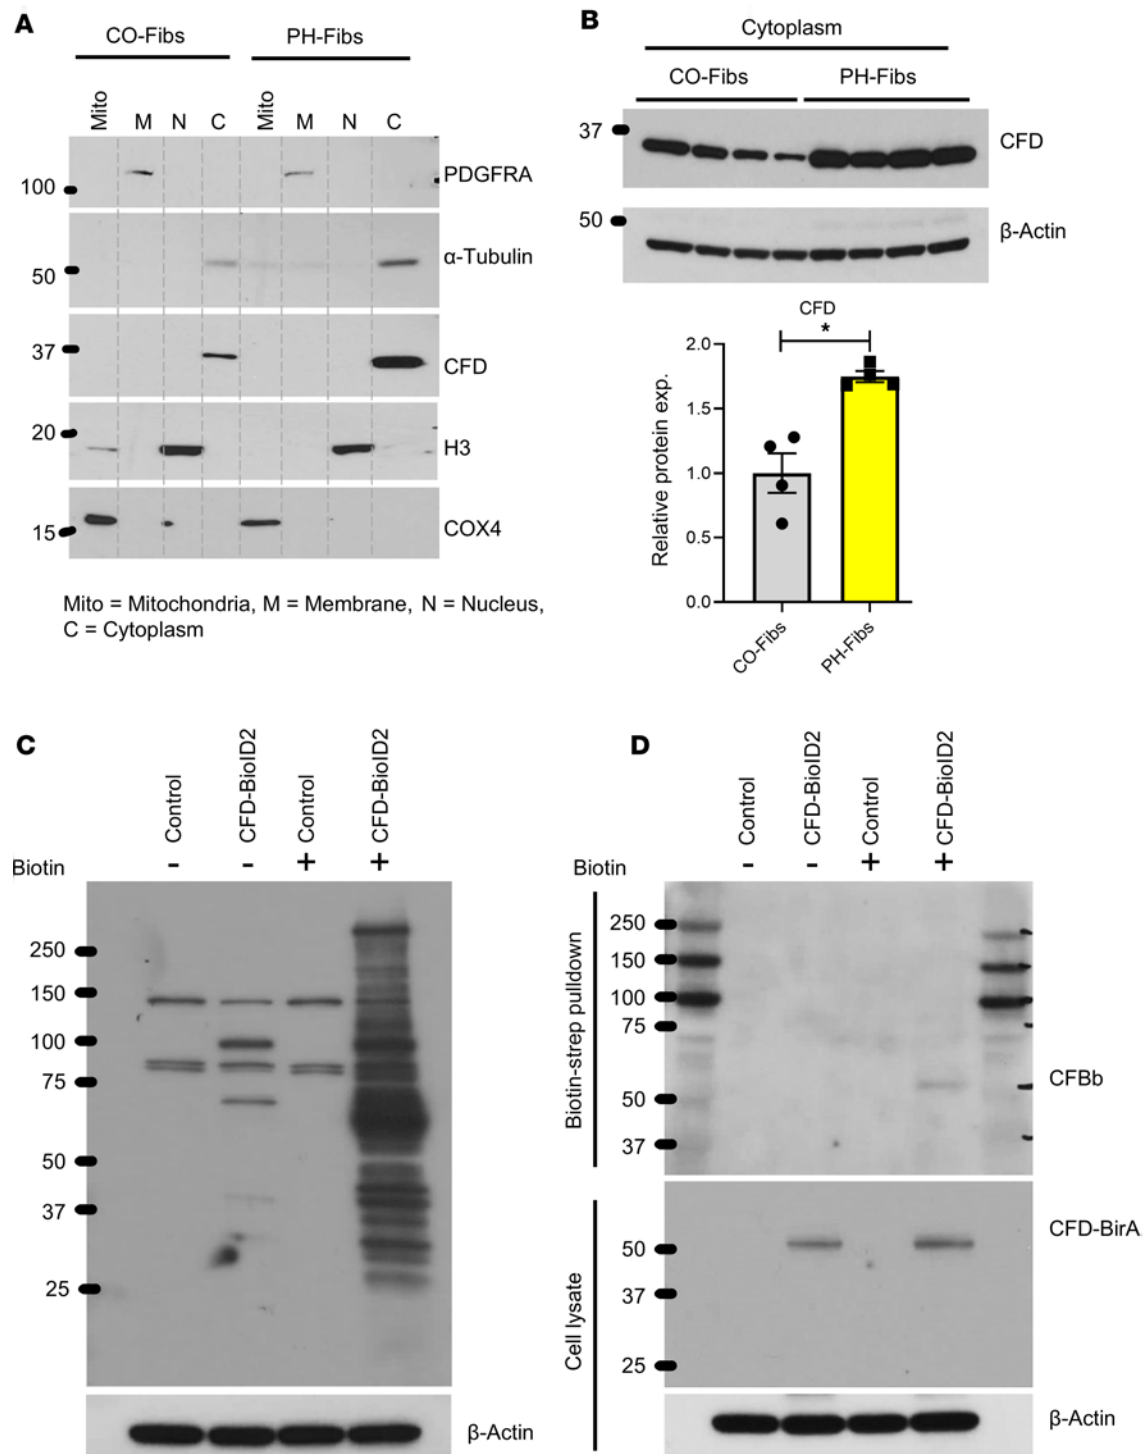 A
CO-Fibs PH-Fibs
Mito M N C Mito M N C
PDGFRA
100
α-Tubulin
50
37
CFD
20
H3
COX4
15
Mito = Mitochondria, M = Membrane, N = Nucleus,
C = Cytoplasm
B
Cytoplasm
CO-Fibs PH-Fibs
37
CFD
50
β-Actin
CFD
*
Relative protein exp.
2.0
1.5
1.0
0.5
0.0
CO-Fibs
PH-Fibs
C
Control CFD-BioID2 Control CFD-BioID2
Biotin - - + +
250
150
100
75
50
37
25
β-Actin
D
Control CFD-BioID2 Control CFD-BioID2
Biotin - - + +
Biotin-strep pulldown
250
150
100
75
CFBb
50
37
Cell lysate
CFD-BirA
50
37
25
β-Actin